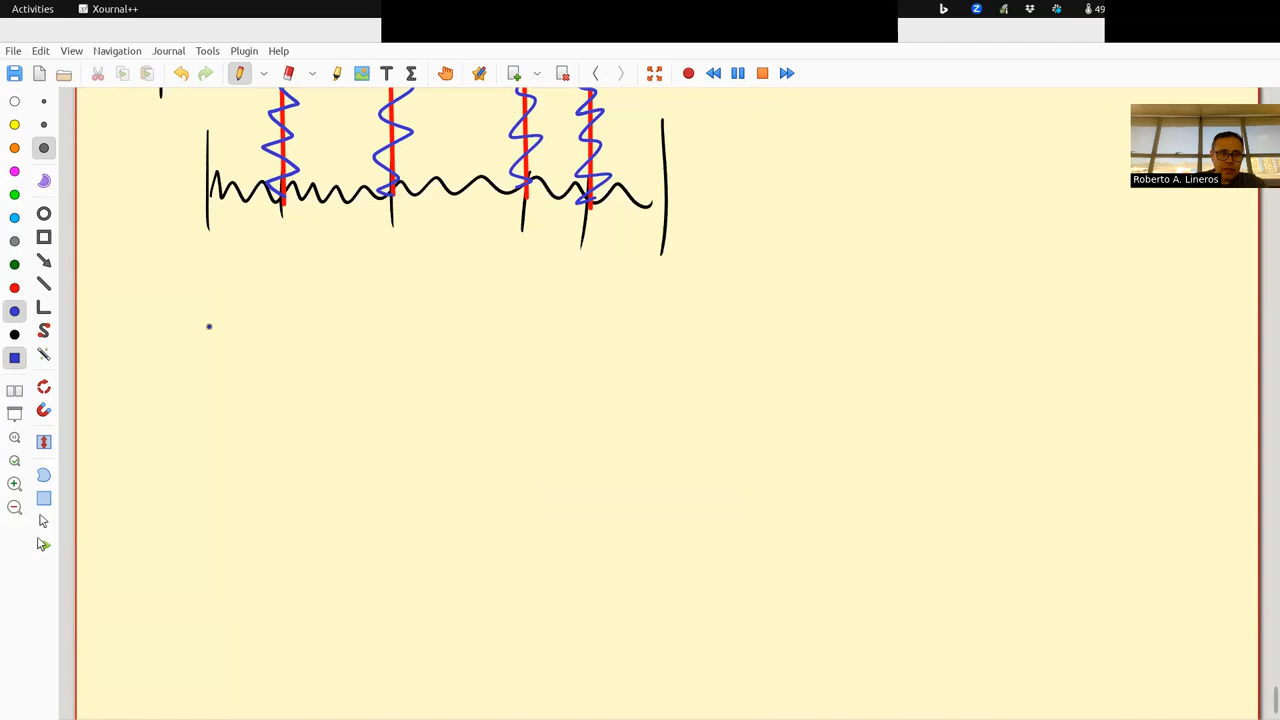 Activities Xournal++ 49
File Edit View Navigation Journal Tools Plugin Help
Roberto A. Lineros